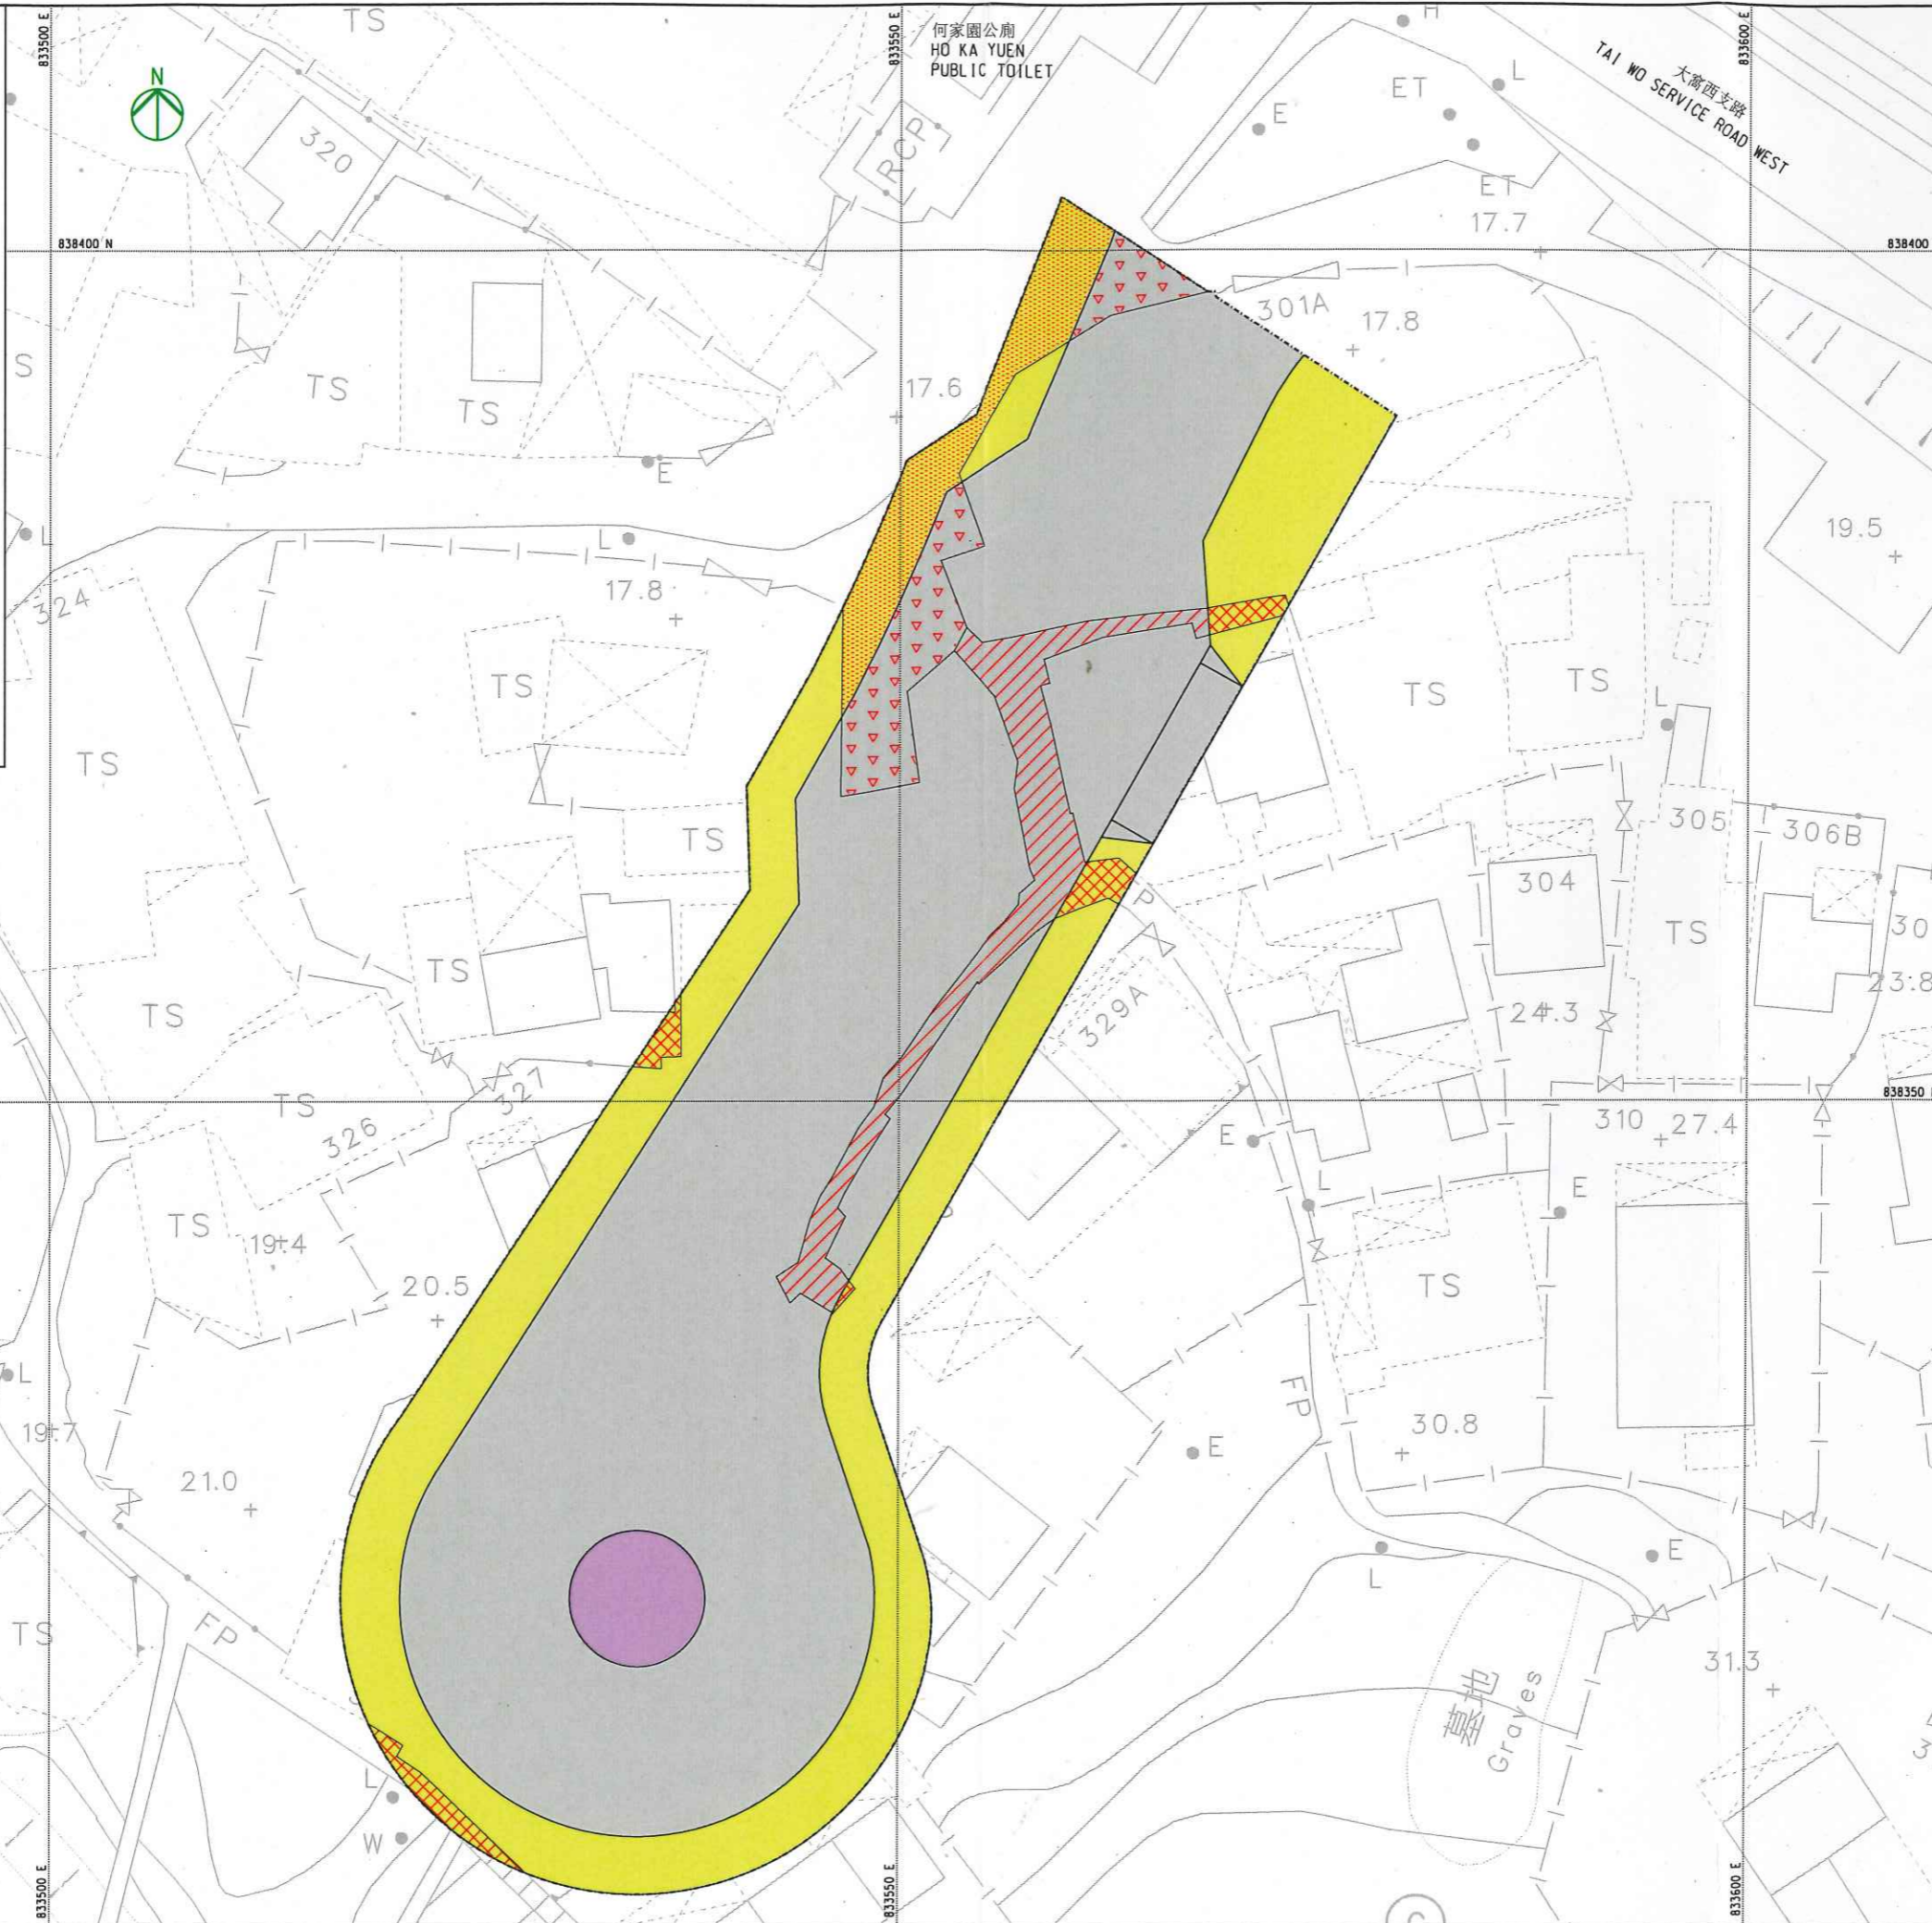 833500 E
TS
833550 E
何家園公廁
HO KA YUEN
PUBLIC TOILET
H
833600 E
大窩西支路
TAI WO SERVICE ROAD WEST
N
L
ET
E
320
RCP
ET
17.7
838400 N
838400
301A
17.8
S
TS
TS
17.6
E
L
L
19.5
17.8
324
TS
TS
TS
L
TS
TS
305
306B
304
P
TS
30
TS
23.8
TS
329A
24.3
327
TS
326
838350
310
27.4
E
L
E
TS
19.4
20.5
TS
L
FP
19.7
30.8
E
21.0
E
L
TS
FP
墓地
Graves
31.3
3
L
W
833500 E
833550 E
833600 E